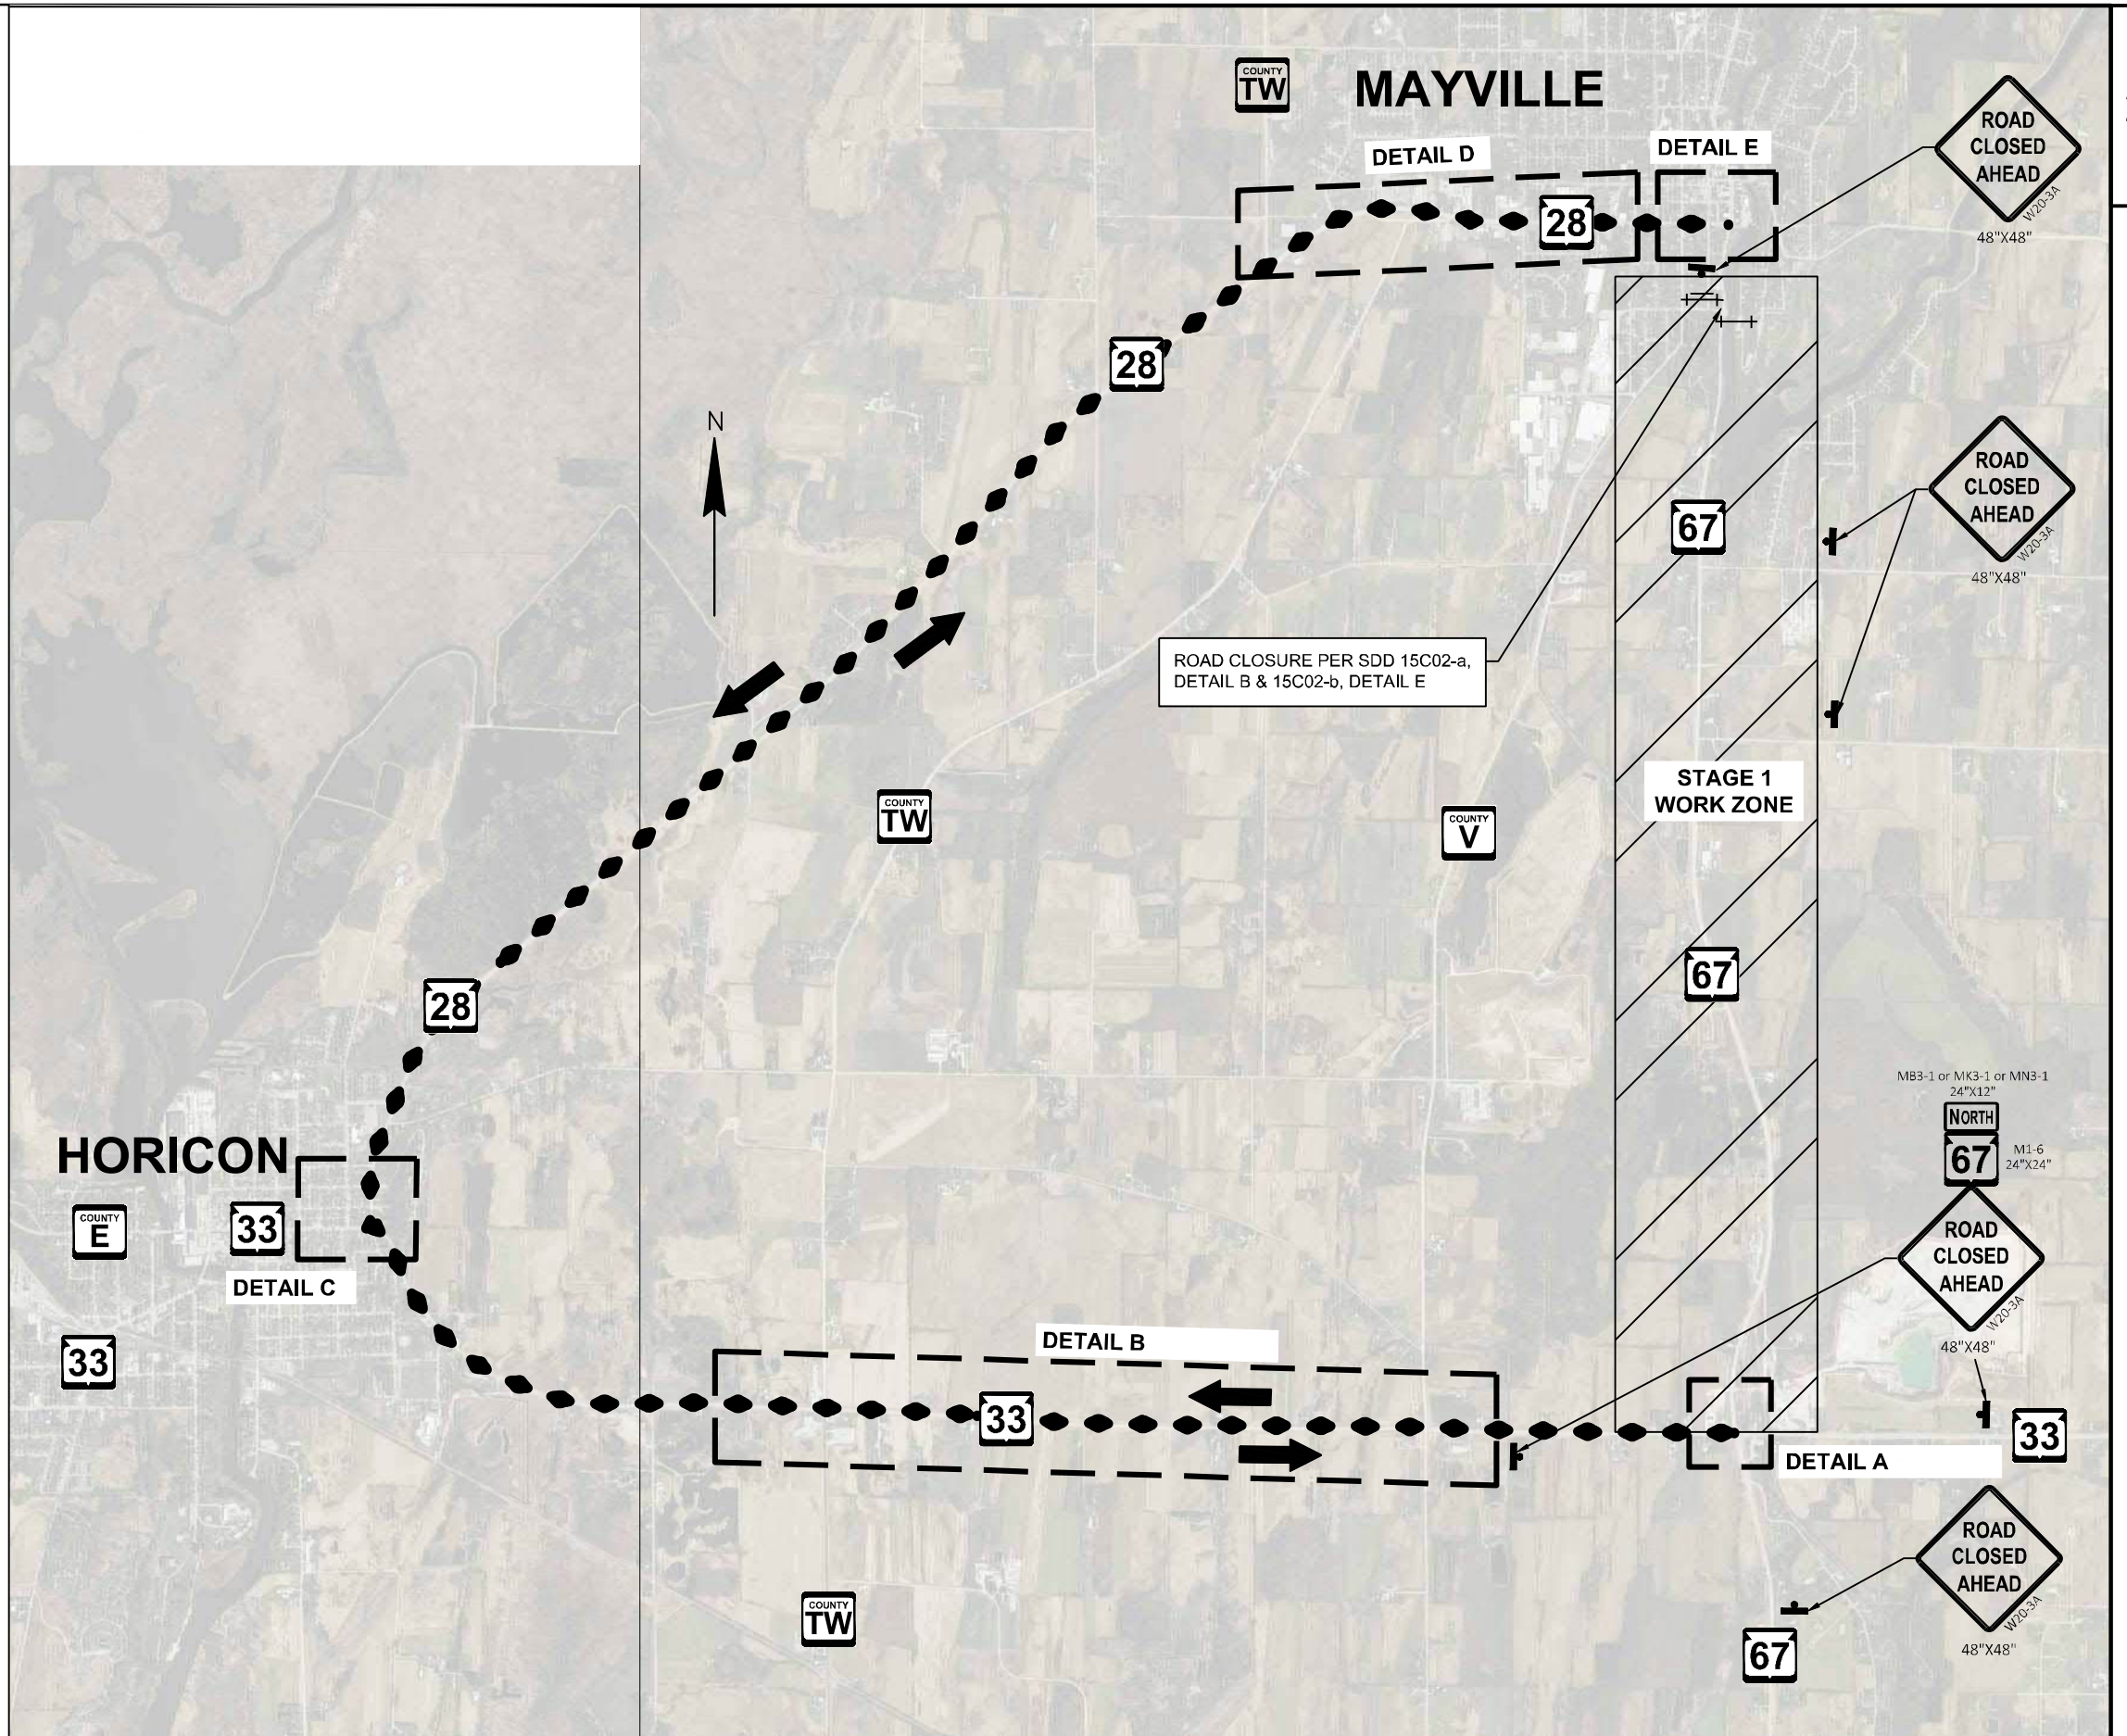 COUNTY
TW
MAYVILLE
ROAD
CLOSED
AHEAD
W20-3A
48"X48"
DETAIL D
DETAIL E
28
28
N
ROAD
CLOSED
AHEAD
W20-3A
48"X48"
67
ROAD CLOSURE PER SDD 15C02-a,
DETAIL B & 15C02-b, DETAIL E
STAGE 1
WORK ZONE
COUNTY
TW
COUNTY
V
67
28
MB3-1 or MK3-1 or MN3-1
24"X12"
NORTH
67
M1-6
24"X24"
HORICON
COUNTY
E
33
DETAIL C
ROAD
CLOSED
AHEAD
W20-3A
48"X48"
33
DETAIL B
33
33
DETAIL A
ROAD
CLOSED
AHEAD
W20-3A
48"X48"
COUNTY
TW
67